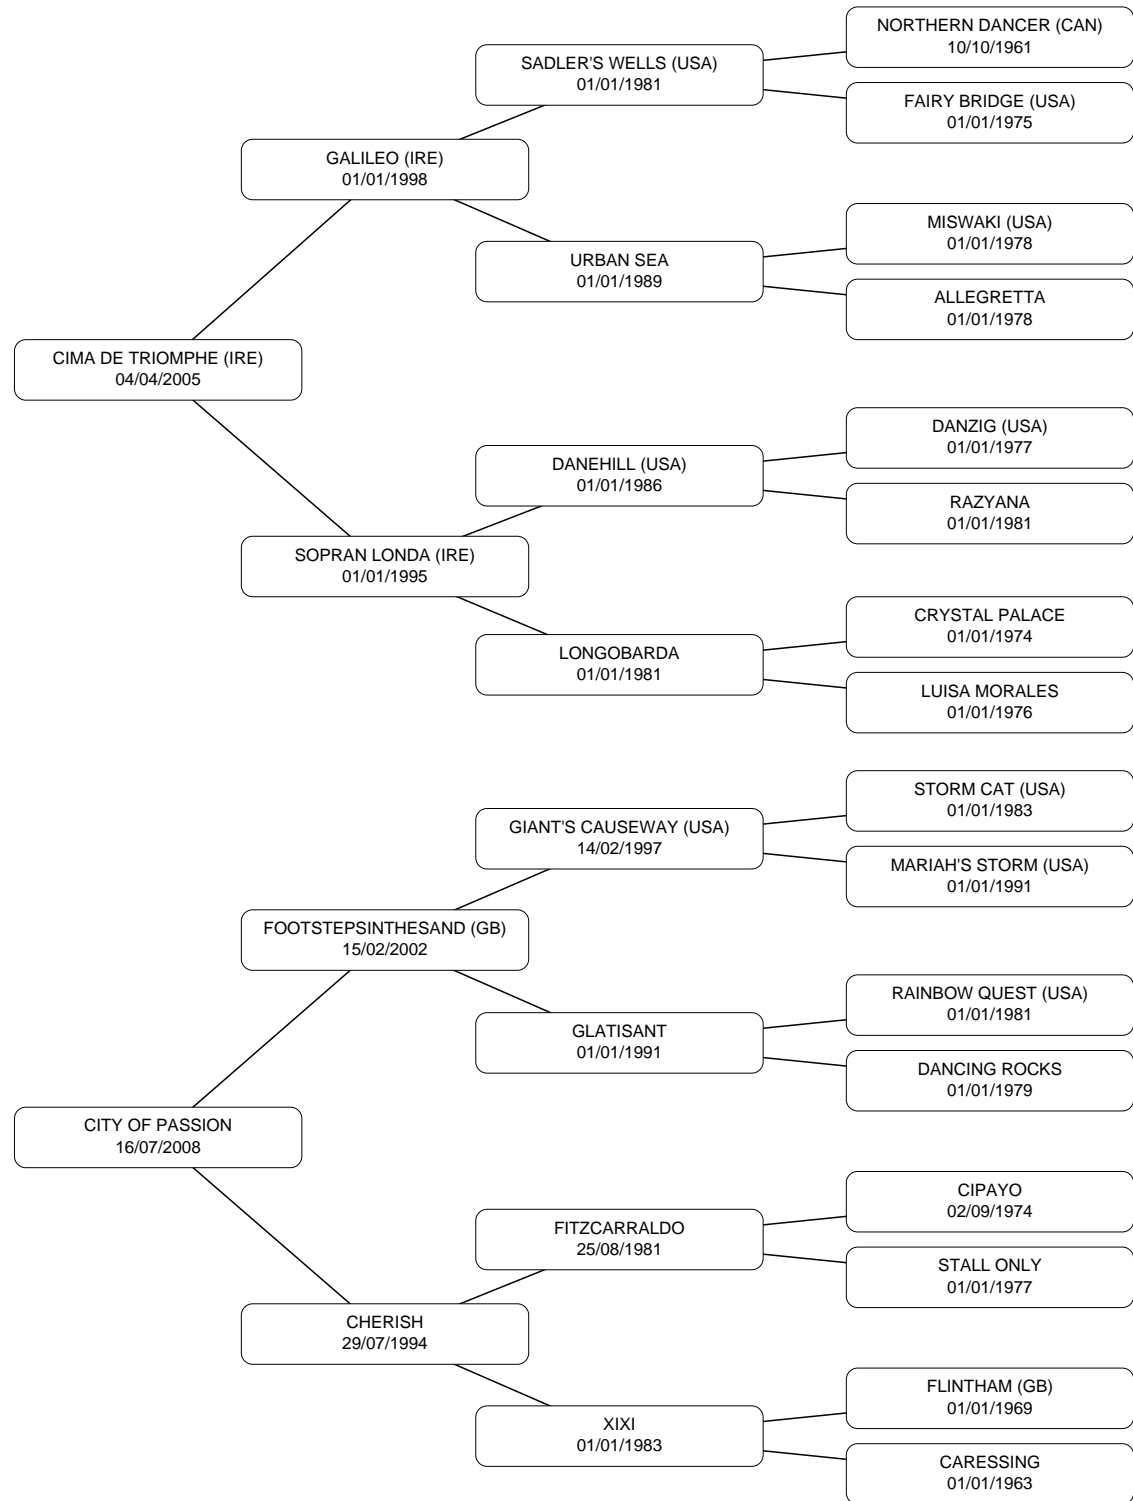 NORTHERN DANCER (CAN)
10/10/1961
SADLER'S WELLS (USA)
01/01/1981
FAIRY BRIDGE (USA)
01/01/1975
GALILEO (IRE)
01/01/1998
MISWAKI (USA)
01/01/1978
URBAN SEA
01/01/1989
ALLEGRETTA
01/01/1978
CIMA DE TRIOMPHE (IRE)
04/04/2005
DANZIG (USA)
01/01/1977
DANEHILL (USA)
01/01/1986
RAZYANA
01/01/1981
SOPRAN LONDA (IRE)
01/01/1995
CRYSTAL PALACE
01/01/1974
LONGOBARDA
01/01/1981
LUISA MORALES
01/01/1976
STORM CAT (USA)
01/01/1983
GIANT'S CAUSEWAY (USA)
14/02/1997
MARIAH'S STORM (USA)
01/01/1991
FOOTSTEPSINTHESAND (GB)
15/02/2002
RAINBOW QUEST (USA)
01/01/1981
GLATISANT
01/01/1991
DANCING ROCKS
01/01/1979
CITY OF PASSION
16/07/2008
CIPAYO
02/09/1974
FITZCARRALDO
25/08/1981
STALL ONLY
01/01/1977
CHERISH
29/07/1994
FLINTHAM (GB)
01/01/1969
XIXI
01/01/1983
CARESSING
01/01/1963